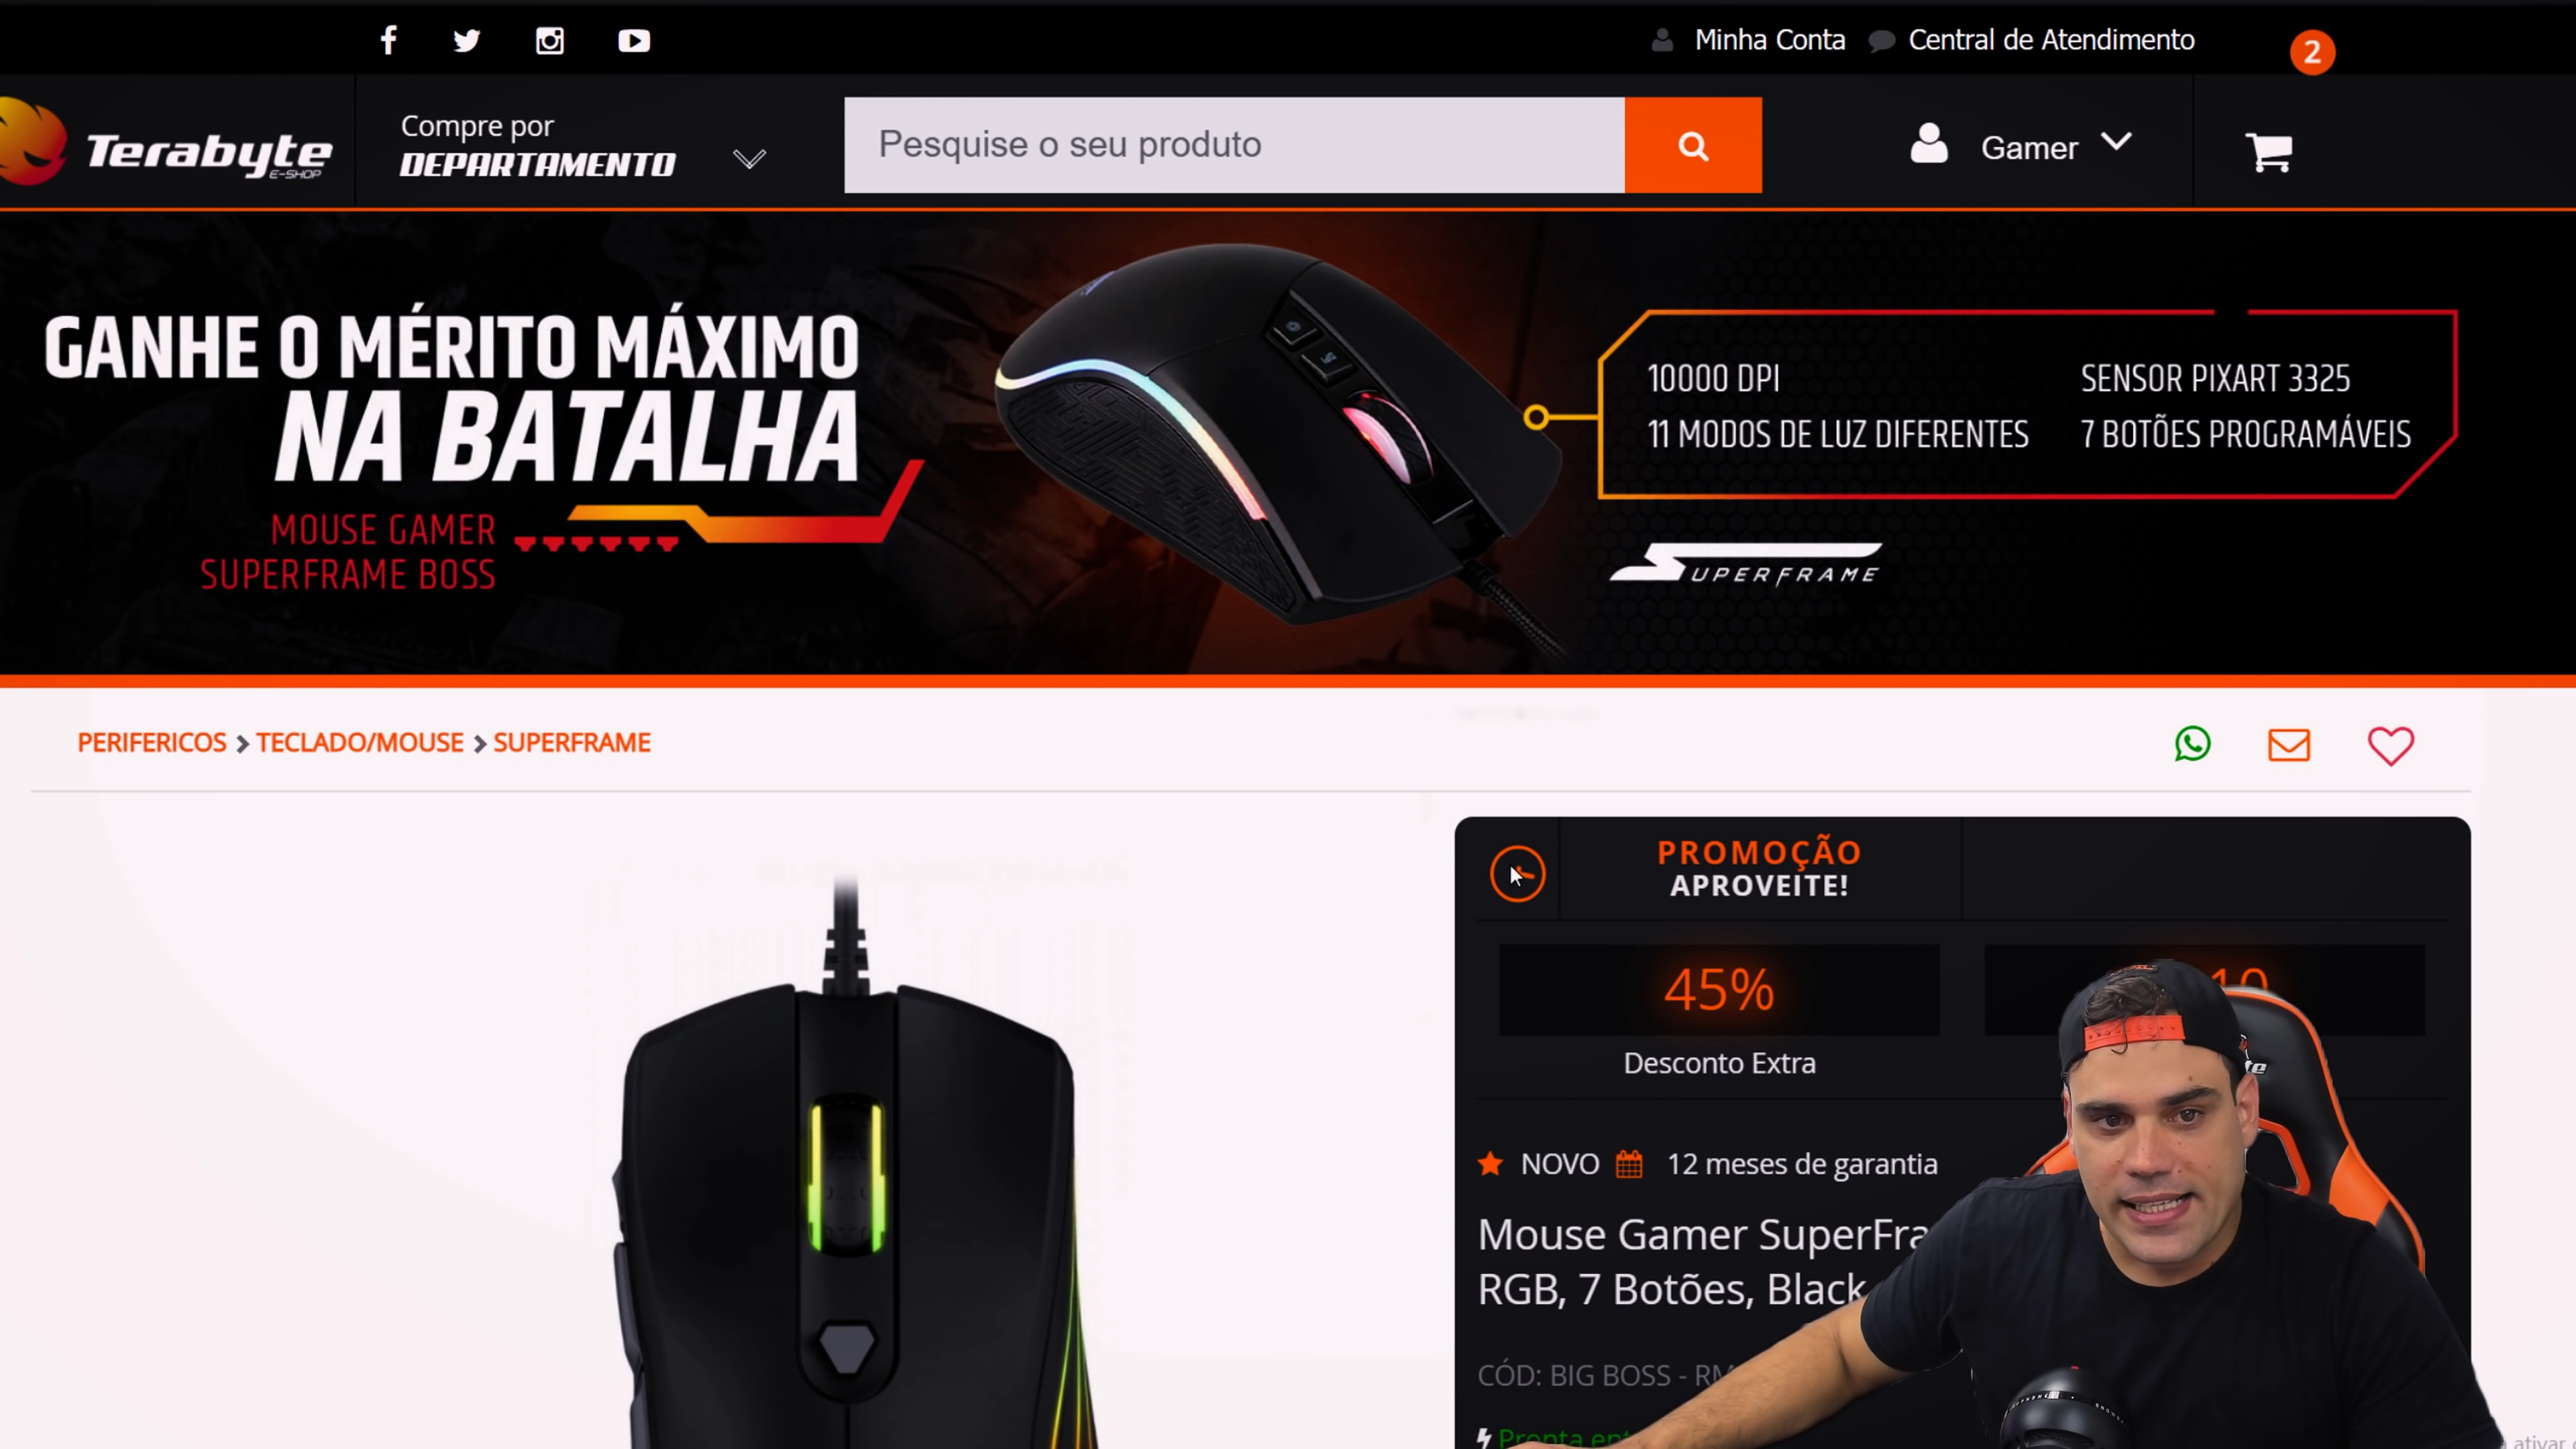 Minha Conta
Central de Atendimento
2
Terabyte
E-SHOP
Compre por
DEPARTAMENTO
Pesquise o seu produto
Gamer
GANHE O MÉRITO MÁXIMO
NA BATALHA
MOUSE GAMER
SUPERFRAME BOSS
10000 DPI
SENSOR PIXART 3325
11 MODOS DE LUZ DIFERENTES
7 BOTÕES PROGRAMÁVEIS
SUPERFRAME
PERIFERICOS > TECLADO/MOUSE > SUPERFRAME
PROMOÇÃO
APROVEITE!
45%
Desconto Extra
NOVO
12 meses de garantia
Mouse Gamer SuperFra
RGB, 7 Botões, Black
CÓD: BIG BOSS -
Pronta
ativar